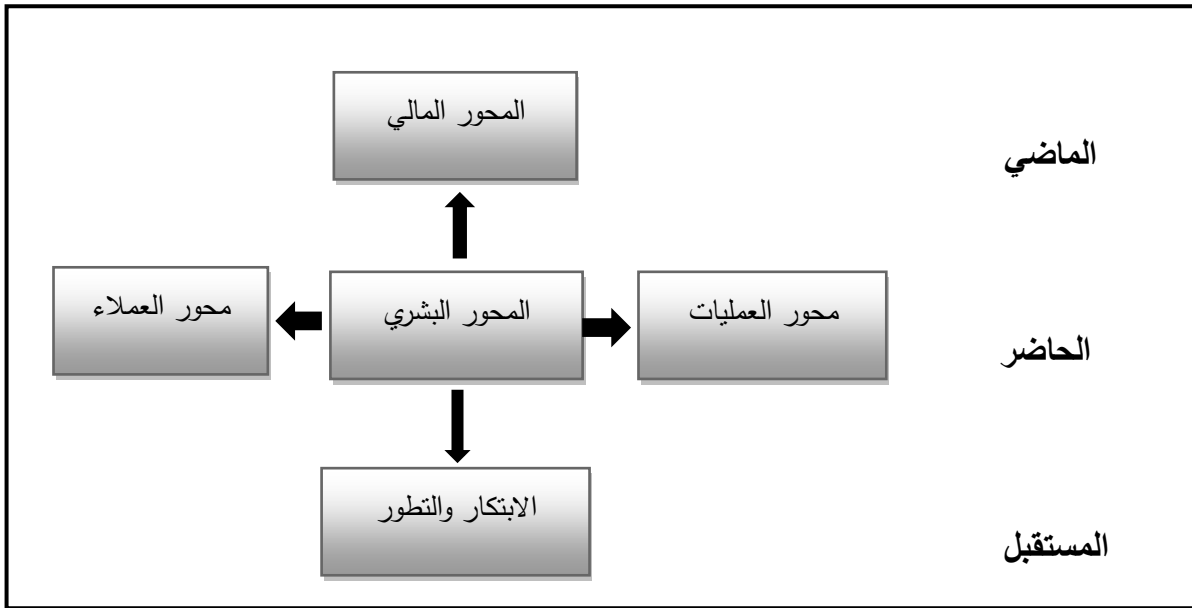 المحور المالي
الماضي
محور العمليات
المحور البشري
محور العملاء
الحاضر
الابتكار والتطور
المستقبل